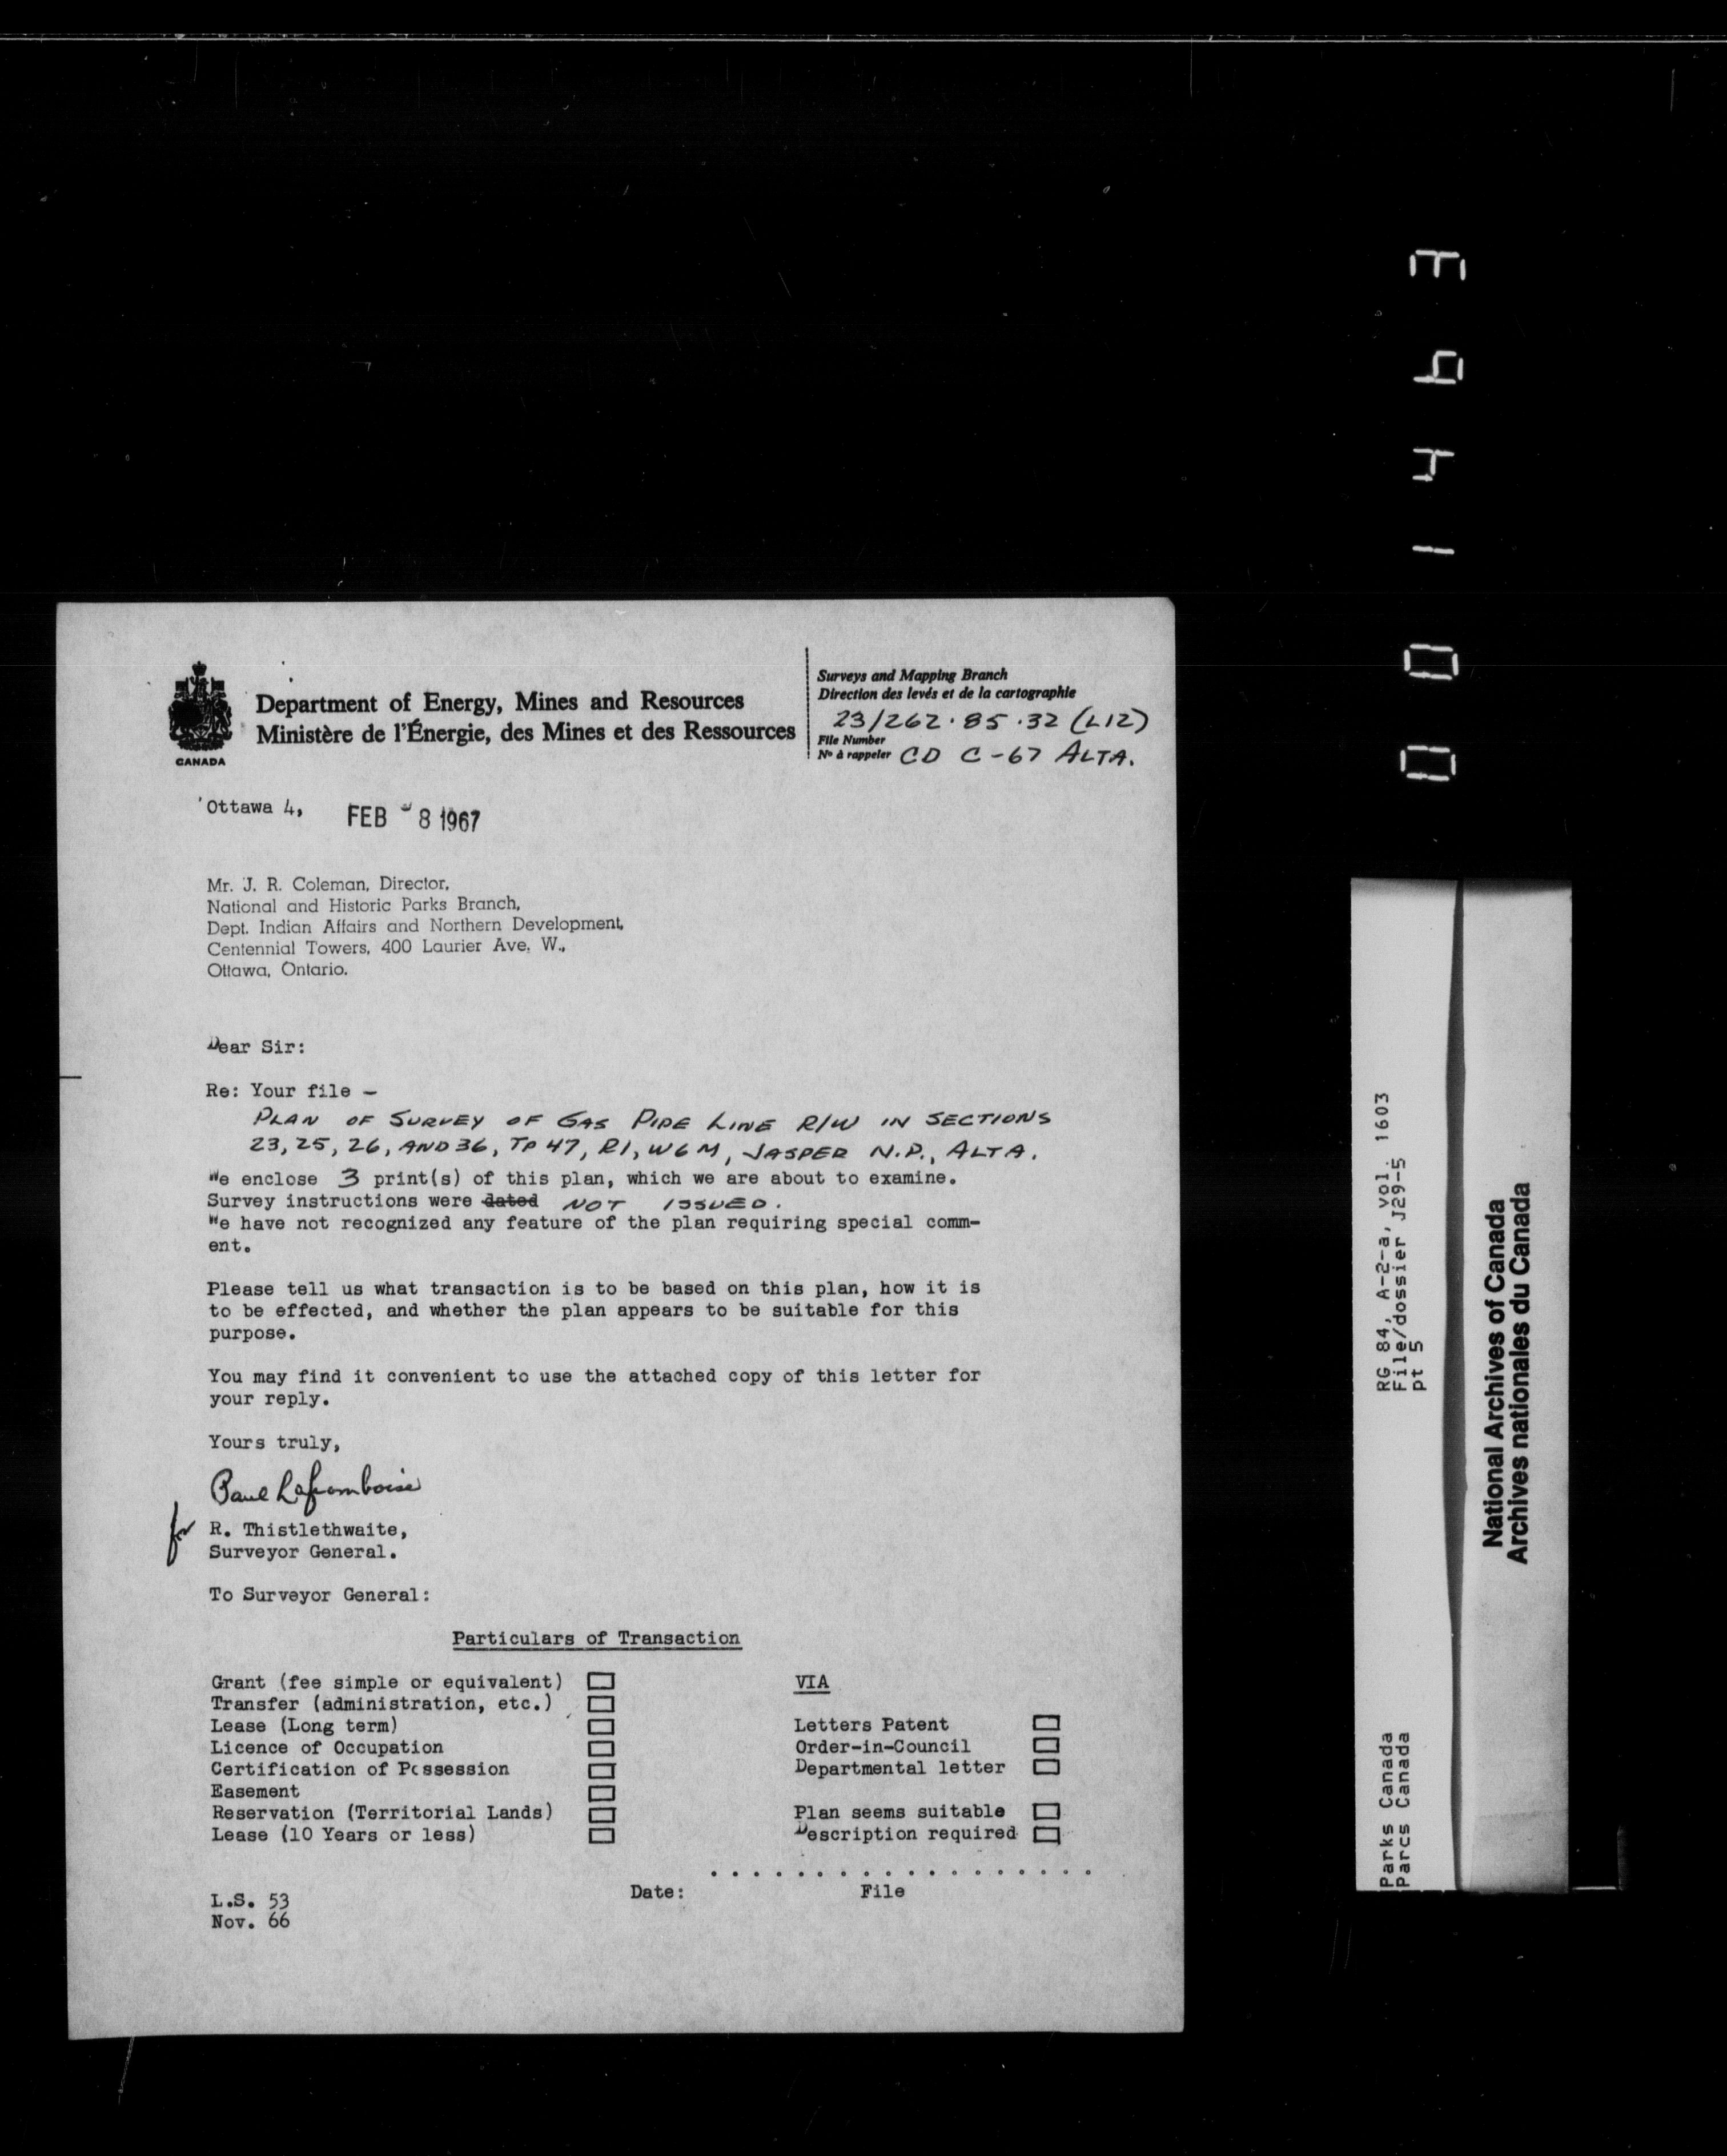 Department of Energy, Mines and Resources
Ministère de l'Énergie, des Mines et des Ressources
CANADA
Surveys and Mapping Branch
Direction des levés et de la cartographie
23/262.85.32 (L12)
File Number
Nº à rappeler CD C-67 ALTA.
Ottawa 4, FEB - 8 1967
Mr. J. R. Coleman, Director,
National and Historic Parks Branch,
Dept. Indian Affairs and Northern Development,
Centennial Towers, 400 Laurier Ave. W.,
Ottawa, Ontario.
Dear Sir:
Re: Your file -
PLAN OF SURVEY OF GAS PIPE LINE R/W IN SECTIONS
23, 25, 26, AND 36, TP 47, R1, W6M, JASPER N.P., ALTA.
We enclose 3 print(s) of this plan, which we are about to examine.
Survey instructions were dated NOT ISSUED.
We have not recognized any feature of the plan requiring special comm-
ent.
Please tell us what transaction is to be based on this plan, how it is
to be effected, and whether the plan appears to be suitable for this
purpose.
You may find it convenient to use the attached copy of this letter for
your reply.
Yours truly,
Paul Laframboise
for R. Thistlethwaite,
Surveyor General.
To Surveyor General:
Particulars of Transaction
Grant (fee simple or equivalent)
Transfer (administration, etc.)
Lease (Long term)
Licence of Occupation
Certification of Possession
Easement
Reservation (Territorial Lands)
Lease (10 Years or less)
VIA
Letters Patent
Order-in-Council
Departmental letter
Plan seems suitable
Description required
. . . . . . . . . . . . . . . . . .
Date: File
L.S. 53
Nov. 66
RG 84, A-2-a, vol. 1603
File/dossier J29-5
pt 5
Parks Canada
Parcs Canada
National Archives of Canada
Archives nationales du Canada